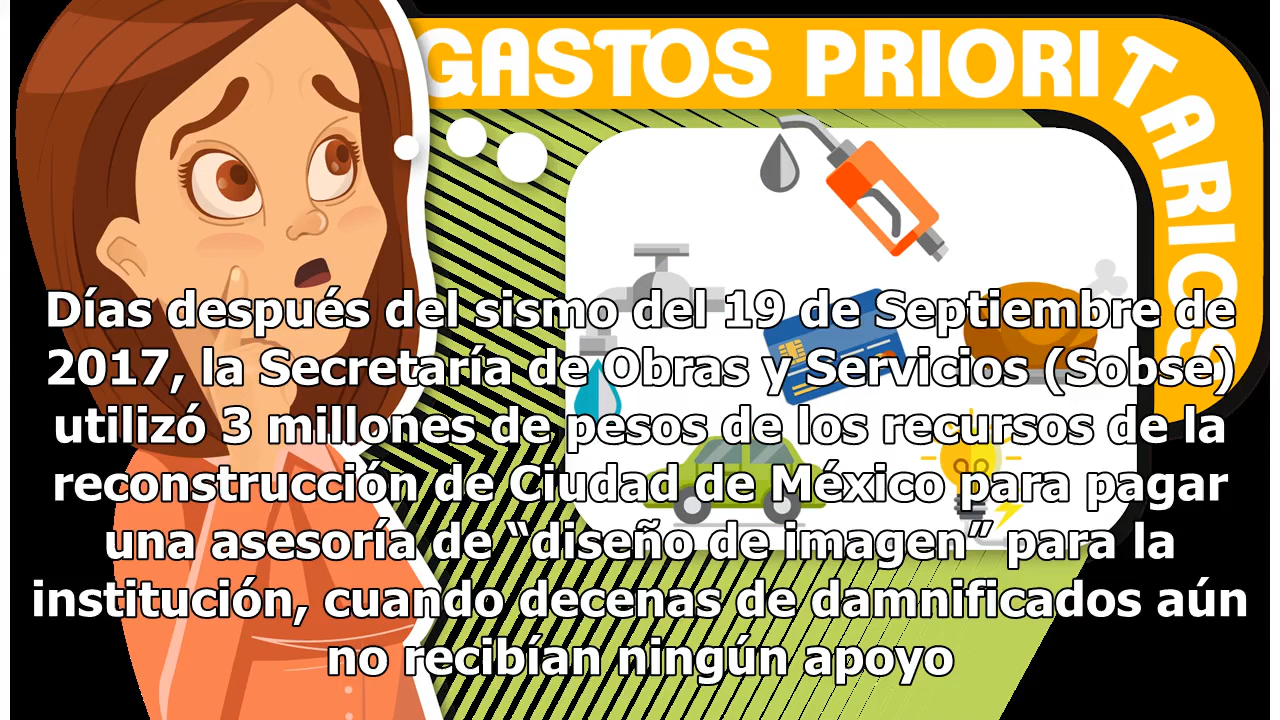 GASTOS PRIORITARIOS
Días después del sismo del 19 de Septiembre de
2017, la Secretaría de Obras y Servicios (Sobse)
utilizó 3 millones de pesos de los recursos de la
reconstrucción de Ciudad de México para pagar
una asesoría de “diseño de imagen” para la
institución, cuando decenas de damnificados aún
no recibían ningún apoyo